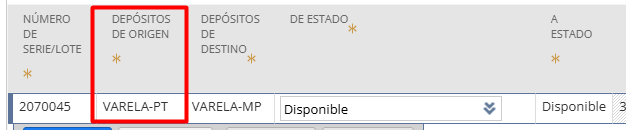 NÚMERO DE SERIE/LOTE *
DEPÓSITOS DE ORIGEN *
DEPÓSITOS DE DESTINO *
DE ESTADO *
A ESTADO *
2070045 VARELA-PT VARELA-MP Disponible Disponible 3